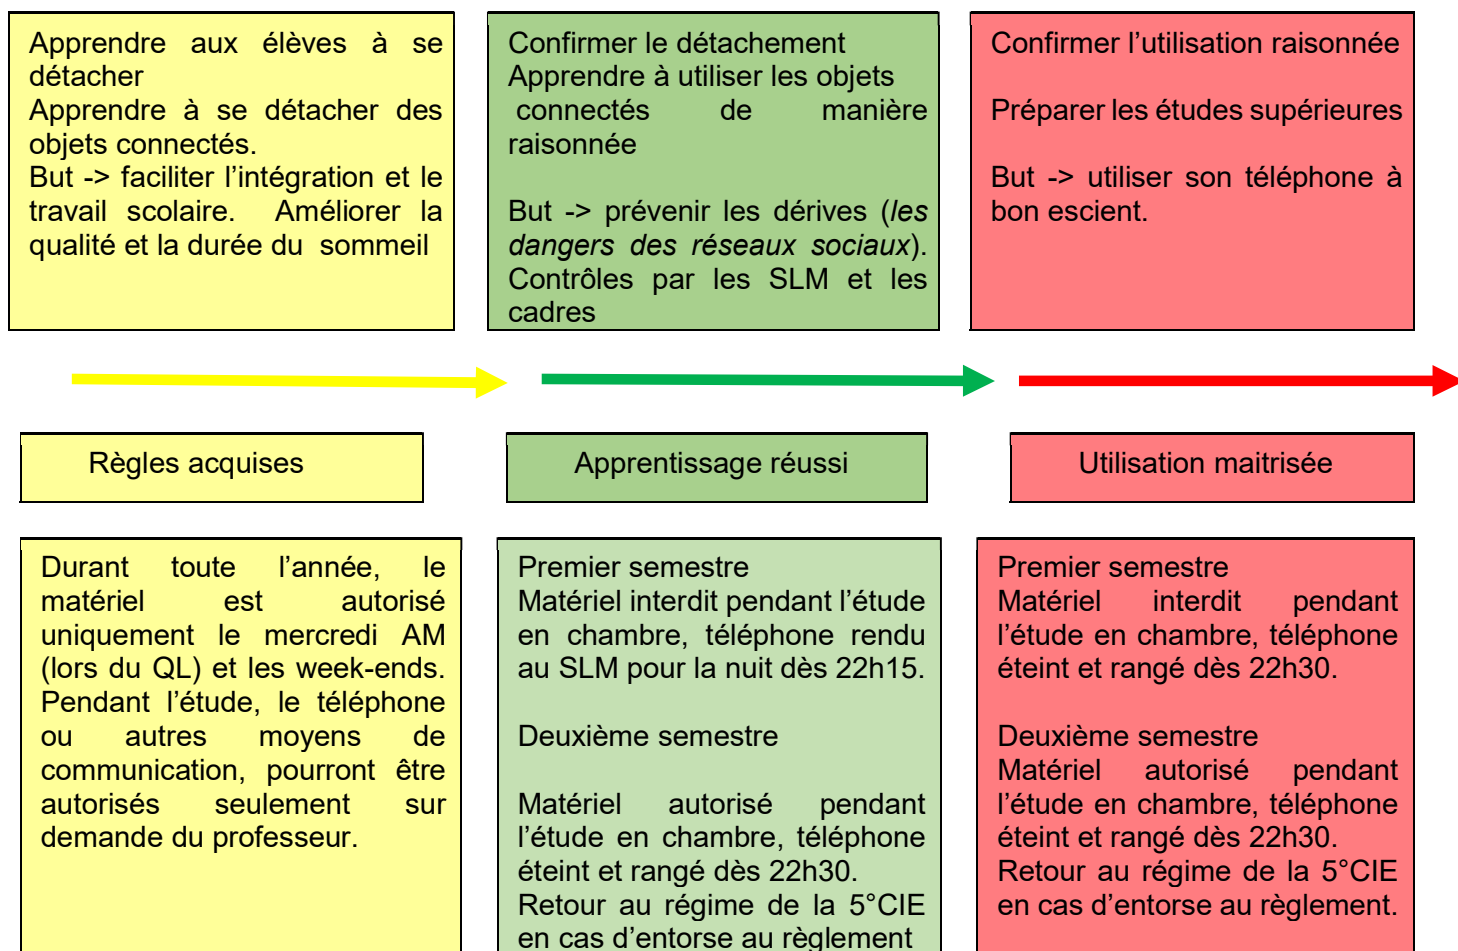 Apprendre aux élèves à se
détacher
Apprendre à se détacher des
objets connectés.
But -> faciliter l’intégration et le
travail scolaire. Améliorer la
qualité et la durée du sommeil
Confirmer le détachement
Apprendre à utiliser les objets
connectés de manière
raisonnée
But -> prévenir les dérives (les
dangers des réseaux sociaux).
Contrôles par les SLM et les
cadres
Confirmer l’utilisation raisonnée
Préparer les études supérieures
But -> utiliser son téléphone à
bon escient.
Règles acquises
Apprentissage réussi
Utilisation maitrisée
Durant toute l’année, le
matériel est autorisé
uniquement le mercredi AM
(lors du QL) et les week-ends.
Pendant l’étude, le téléphone
ou autres moyens de
communication, pourront être
autorisés seulement sur
demande du professeur.
Premier semestre
Matériel interdit pendant l’étude
en chambre, téléphone rendu
au SLM pour la nuit dès 22h15.
Deuxième semestre
Matériel autorisé pendant
l’étude en chambre, téléphone
éteint et rangé dès 22h30.
Retour au régime de la 5°CIE
en cas d’entorse au règlement
Premier semestre
Matériel interdit pendant
l’étude en chambre, téléphone
éteint et rangé dès 22h30.
Deuxième semestre
Matériel autorisé pendant
l’étude en chambre, téléphone
éteint et rangé dès 22h30.
Retour au régime de la 5°CIE
en cas d’entorse au règlement.